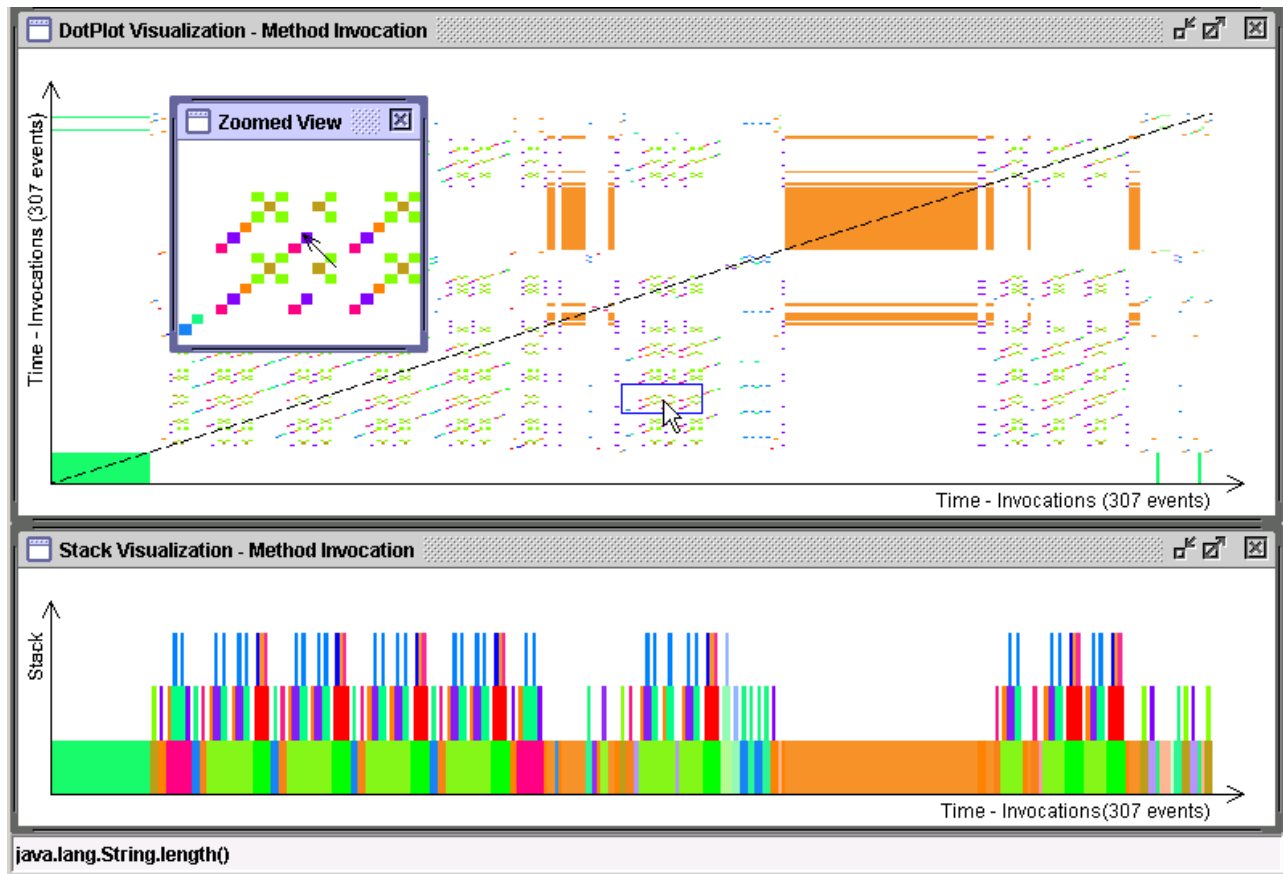 DotPlot Visualization - Method Invocation
Time - Invocations (307 events)
Zoomed View
Time - Invocations (307 events)
Stack Visualization - Method Invocation
Stack
Time - Invocations(307 events)
java.lang.String.length()